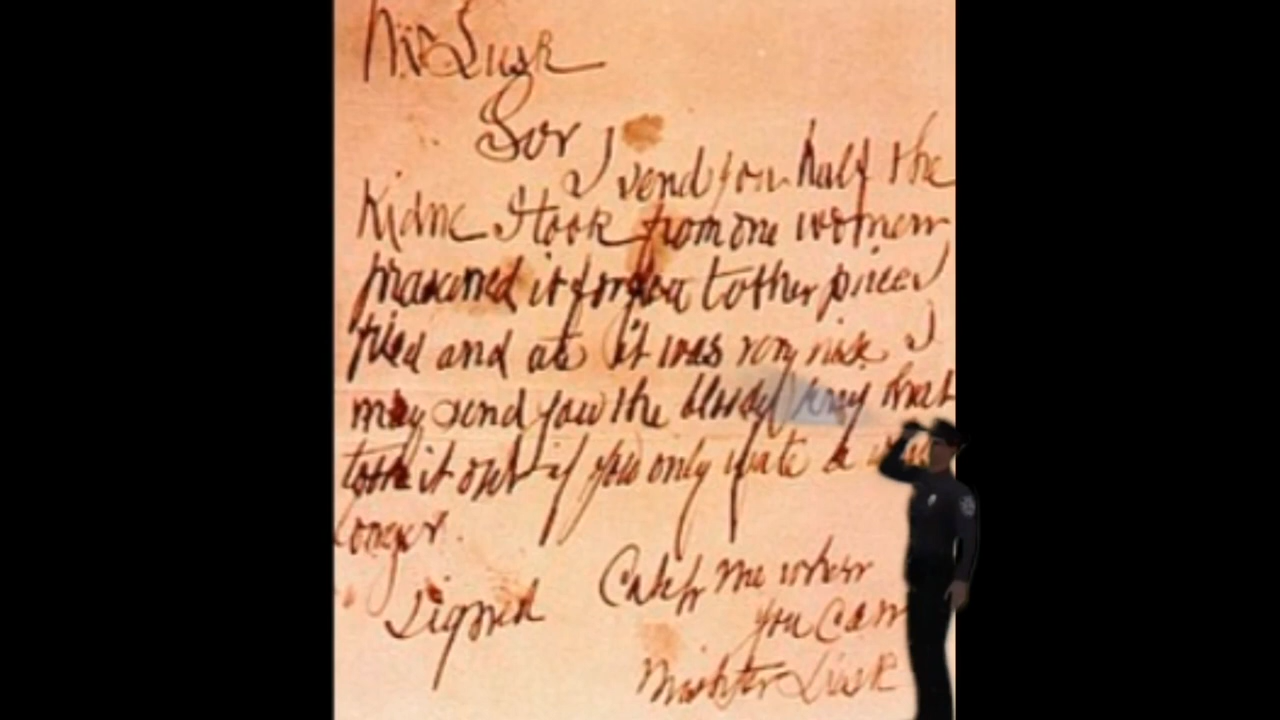 Mr Lusk
Sor
I send you half the
Kidne I took from one women
prasarved it for you tother piece I
fried and ate it was very nise I
may send you the bloody knif that
took it out if you only wate a whil
longer.
Signed Catch me when
you can
Mishter Lusk